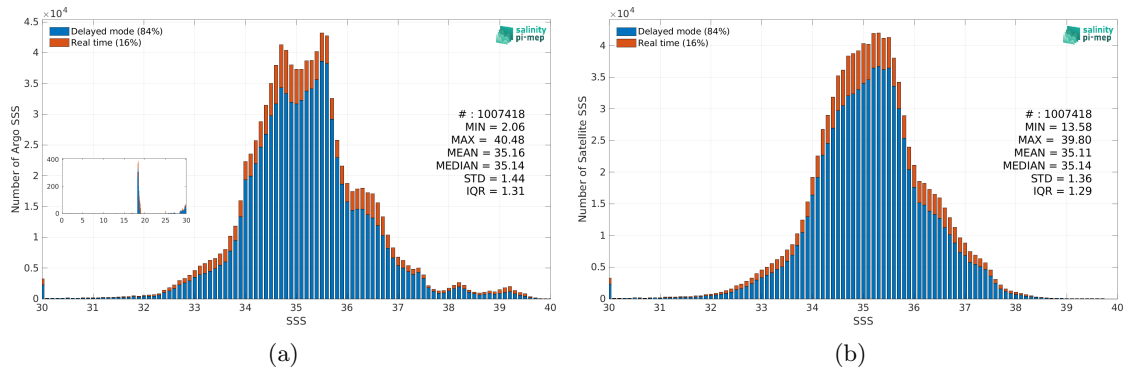 ×10⁴
4.5
4
3.5
3
2.5
2
1.5
1
0.5
0
Number of Argo SSS
Delayed mode (84%)
Real time (16%)
salinity
pi-mep
# : 1007418
MIN = 2.06
MAX = 40.48
MEAN = 35.16
MEDIAN = 35.14
STD = 1.44
IQR = 1.31
400
200
0
0 5 10 15 20 25 30
30 31 32 33 34 35 36 37 38 39 40
SSS
(a)
×10⁴
4
3.5
3
2.5
2
1.5
1
0.5
0
Number of Satellite SSS
Delayed mode (84%)
Real time (16%)
salinity
pi-mep
# : 1007418
MIN = 13.58
MAX = 39.80
MEAN = 35.11
MEDIAN = 35.14
STD = 1.36
IQR = 1.29
30 31 32 33 34 35 36 37 38 39 40
SSS
(b)